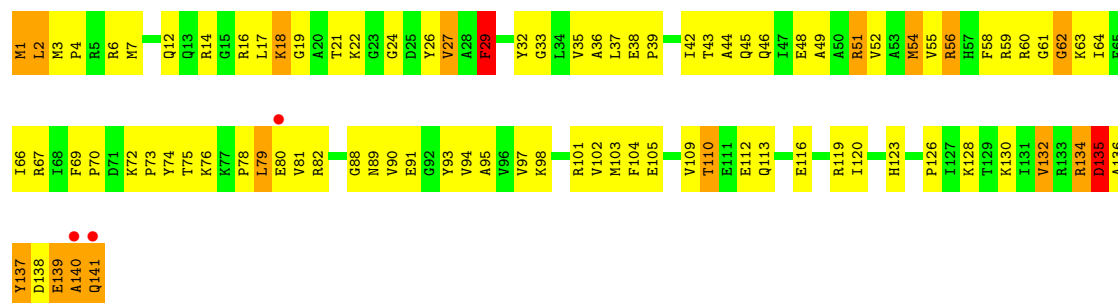 M1 L2 M3 P4 R5 R6 M7 Q12 Q13 R14 G15 R16 L17 K18 G19 A20 T21 K22 G23 G24 D25 Y26 V27 A28 F29 Y32 G33 L34 V35 A36 L37 E38 P39 I42 T43 A44 Q45 Q46 I47 E48 A49 A50 R51 V52 A53 M54 V55 R56 H57 F58 R59 R60 G61 G62 K63 I64
I66 R67 I68 F69 P70 D71 K72 P73 Y74 T75 K76 K77 P78 L79 E80 V81 R82 G88 N89 V90 E91 G92 Y93 V94 A95 V96 V97 K98 R101 V102 M103 F104 E105 V109 T110 E111 E112 Q113 E116 R119 I120 H123 P126 I127 K128 T129 K130 I131 V132 R133 R134 D135 A136
Y137 D138 E139 A140 Q141